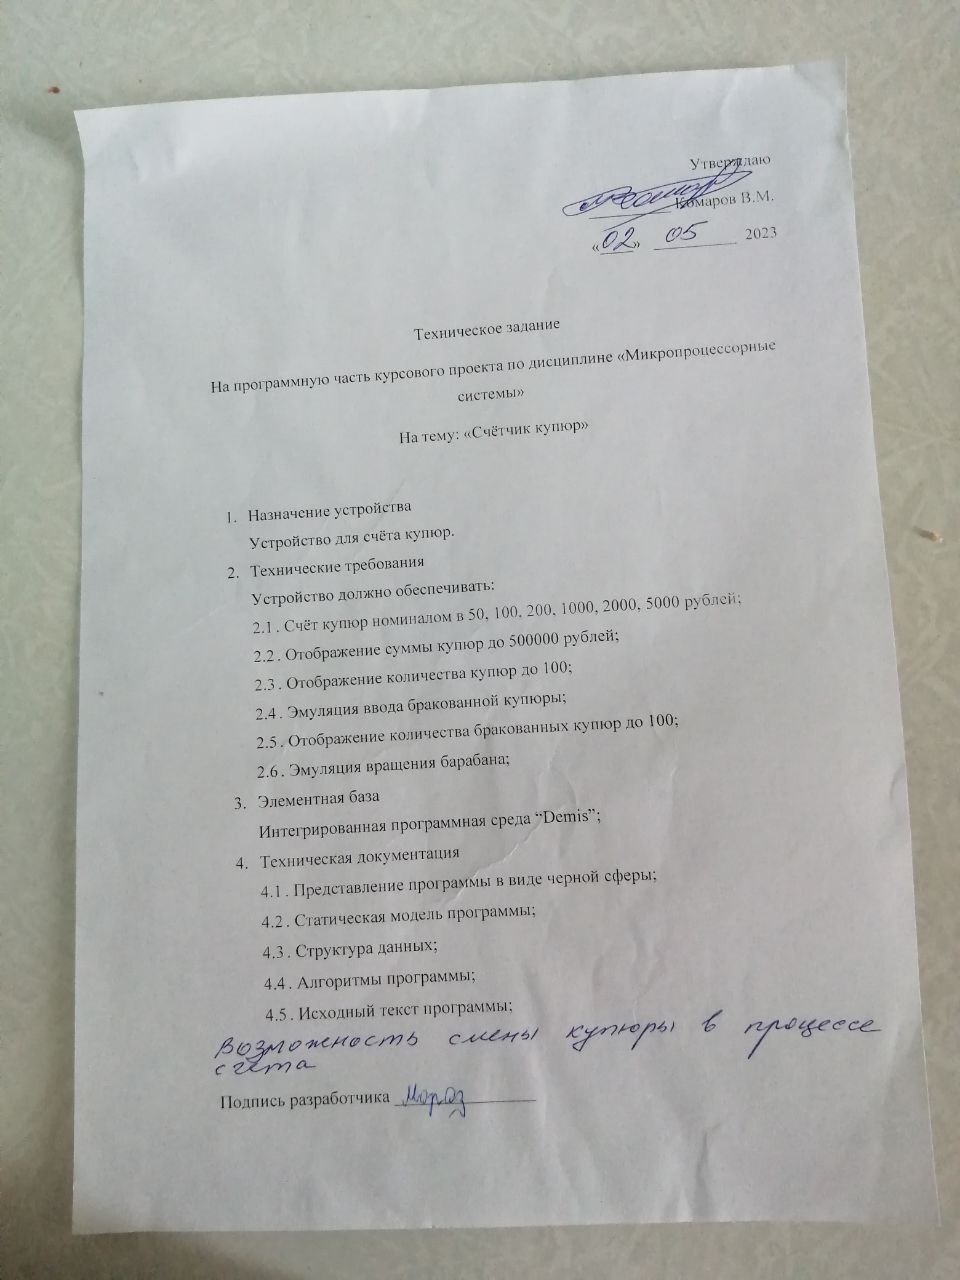 Утверждаю
Комаров В.М.
«02» 05 2023
Техническое задание
На программную часть курсового проекта по дисциплине «Микропроцессорные
системы»
На тему: «Счётчик купюр»
1. Назначение устройства
Устройство для счёта купюр.
2. Технические требования
Устройство должно обеспечивать:
2.1 . Счёт купюр номиналом в 50, 100, 200, 1000, 2000, 5000 рублей;
2.2 . Отображение суммы купюр до 500000 рублей;
2.3 . Отображение количества купюр до 100;
2.4 . Эмуляция ввода бракованной купюры;
2.5 . Отображение количества бракованных купюр до 100;
2.6 . Эмуляция вращения барабана;
3. Элементная база
Интегрированная программная среда “Demis”;
4. Техническая документация
4.1 . Представление программы в виде черной сферы;
4.2 . Статическая модель программы;
4.3 . Структура данных;
4.4 . Алгоритмы программы;
4.5 . Исходный текст программы;
Возможность смены купюры в процессе
счёта
Подпись разработчика Мороз